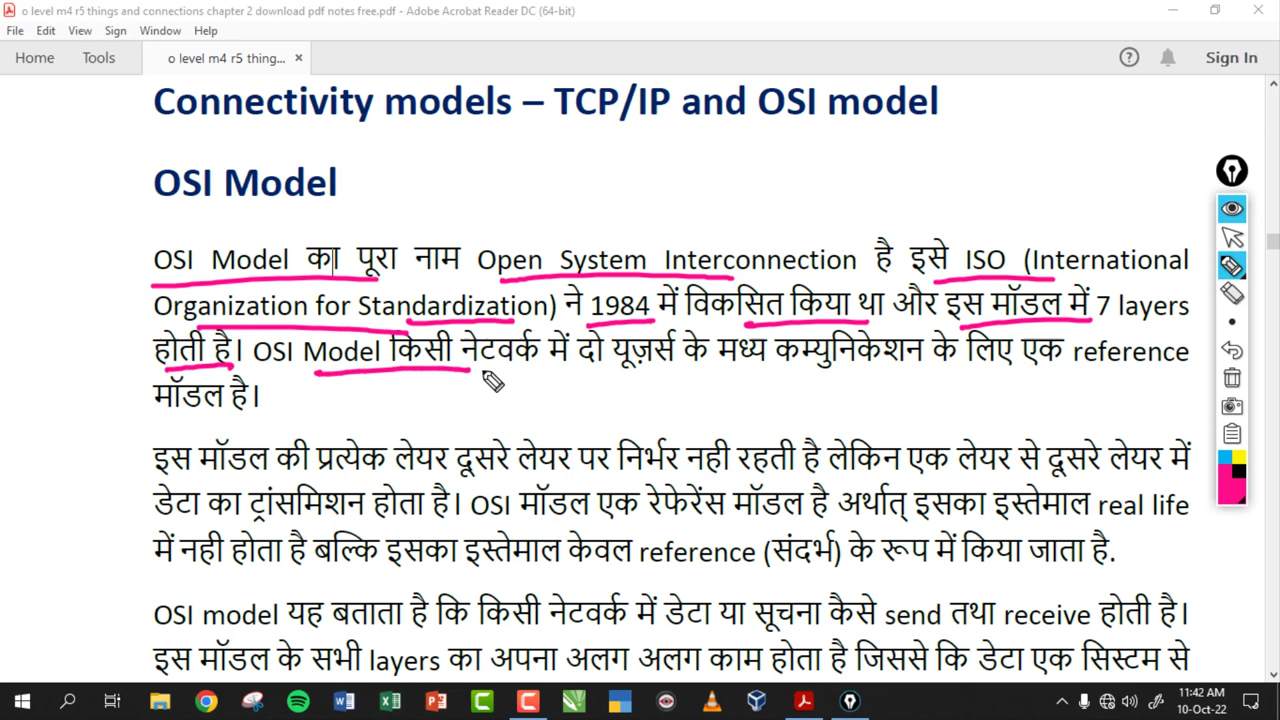 o level m4 r5 things and connections chapter 2 download pdf notes free.pdf - Adobe Acrobat Reader DC (64-bit)
File Edit View Sign Window Help
Home Tools o level m4 r5 thing... × Sign In
Connectivity models – TCP/IP and OSI model
OSI Model
OSI Model का पूरा नाम Open System Interconnection है इसे ISO (International
Organization for Standardization) ने 1984 में विकसित किया था और इस मॉडल में 7 layers
होती है। OSI Model किसी नेटवर्क में दो यूज़र्स के मध्य कम्युनिकेशन के लिए एक reference
मॉडल है।
इस मॉडल की प्रत्येक लेयर दूसरे लेयर पर निर्भर नही रहती है लेकिन एक लेयर से दूसरे लेयर में
डेटा का ट्रांसमिशन होता है। OSI मॉडल एक रेफेरेंस मॉडल है अर्थात् इसका इस्तेमाल real life
में नही होता है बल्कि इसका इस्तेमाल केवल reference (संदर्भ) के रूप में किया जाता है.
OSI model यह बताता है कि किसी नेटवर्क में डेटा या सूचना कैसे send तथा receive होती है।
इस मॉडल के सभी layers का अपना अलग अलग काम होता है जिससे कि डेटा एक सिस्टम से
11:42 AM
10-Oct-22